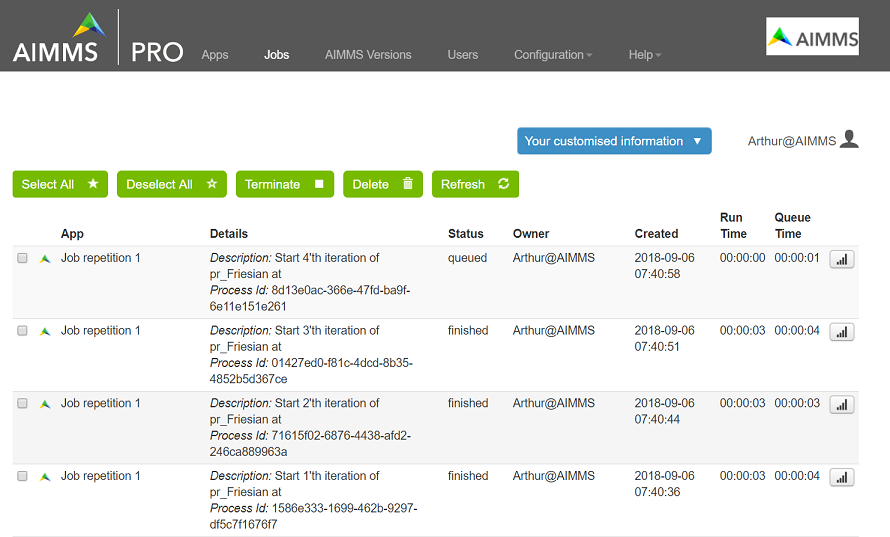 AIMMS PRO Apps Jobs AIMMS Versions Users Configuration Help AIMMS
Your customised information Arthur@AIMMS
Select All Deselect All Terminate Delete Refresh
App Details Status Owner Created Run Time Queue Time
Job repetition 1 Description: Start 4'th iteration of queued Arthur@AIMMS 2018-09-06 00:00:00 00:00:01
pr_Friesian at 07:40:58
Process Id: 8d13e0ac-366e-47fd-ba9f-
6e11e151e261
Job repetition 1 Description: Start 3'th iteration of finished Arthur@AIMMS 2018-09-06 00:00:03 00:00:04
pr_Friesian at 07:40:51
Process Id: 01427ed0-f81c-4dcd-8b35-
4852b5d367ce
Job repetition 1 Description: Start 2'th iteration of finished Arthur@AIMMS 2018-09-06 00:00:03 00:00:03
pr_Friesian at 07:40:44
Process Id: 71615f02-6876-4438-afd2-
246ca889963a
Job repetition 1 Description: Start 1'th iteration of finished Arthur@AIMMS 2018-09-06 00:00:03 00:00:04
pr_Friesian at 07:40:36
Process Id: 1586e333-1699-462b-9297-
df5c7f1676f7